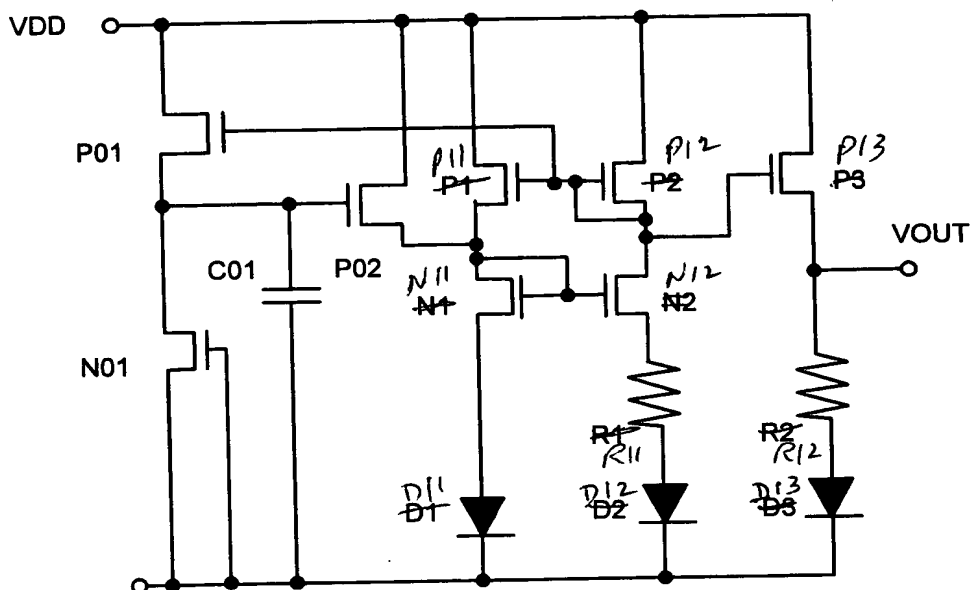 VDD
P01
P11
P1
P12
P2
P13
P3
VOUT
C01
P02
N11
N1
N12
N2
N01
R1
R11
R2
R12
D11
D1
D12
D2
D13
D3